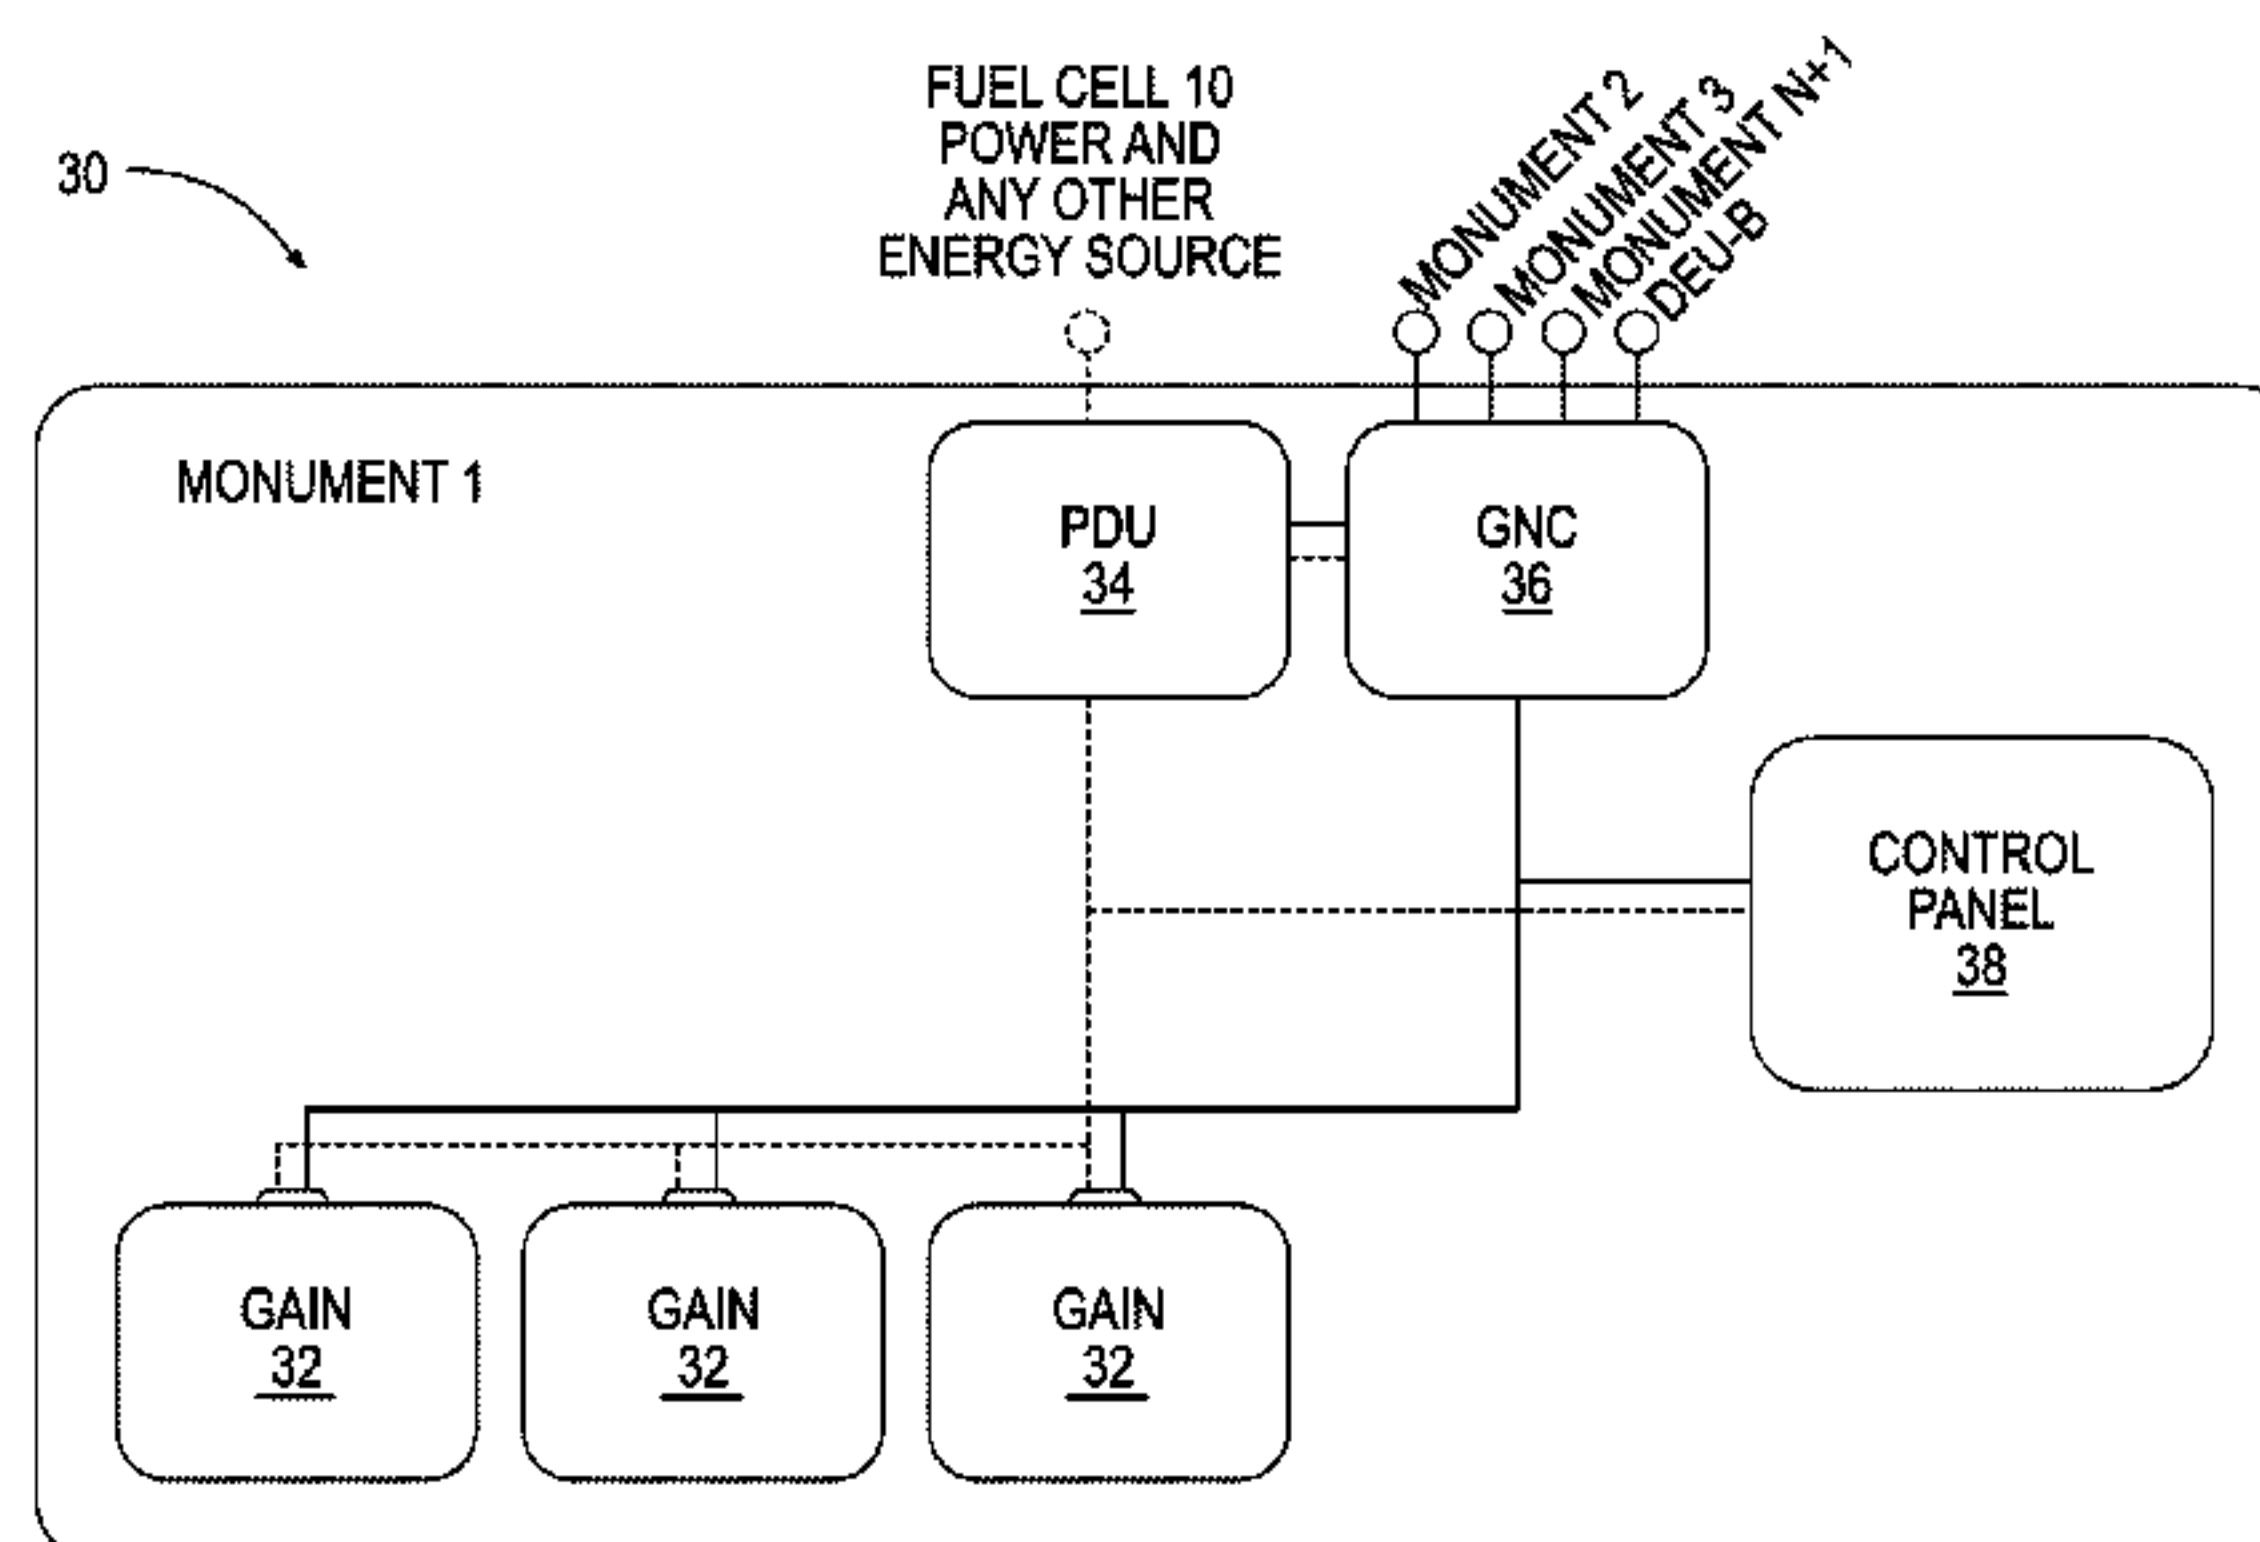 FUEL CELL 10
POWER AND
ANY OTHER
ENERGY SOURCE
MONUMENT 2
MONUMENT 3
MONUMENT N+1
DEU-B
30
MONUMENT 1
PDU
34
GNC
36
CONTROL
PANEL
38
GAIN
32
GAIN
32
GAIN
32